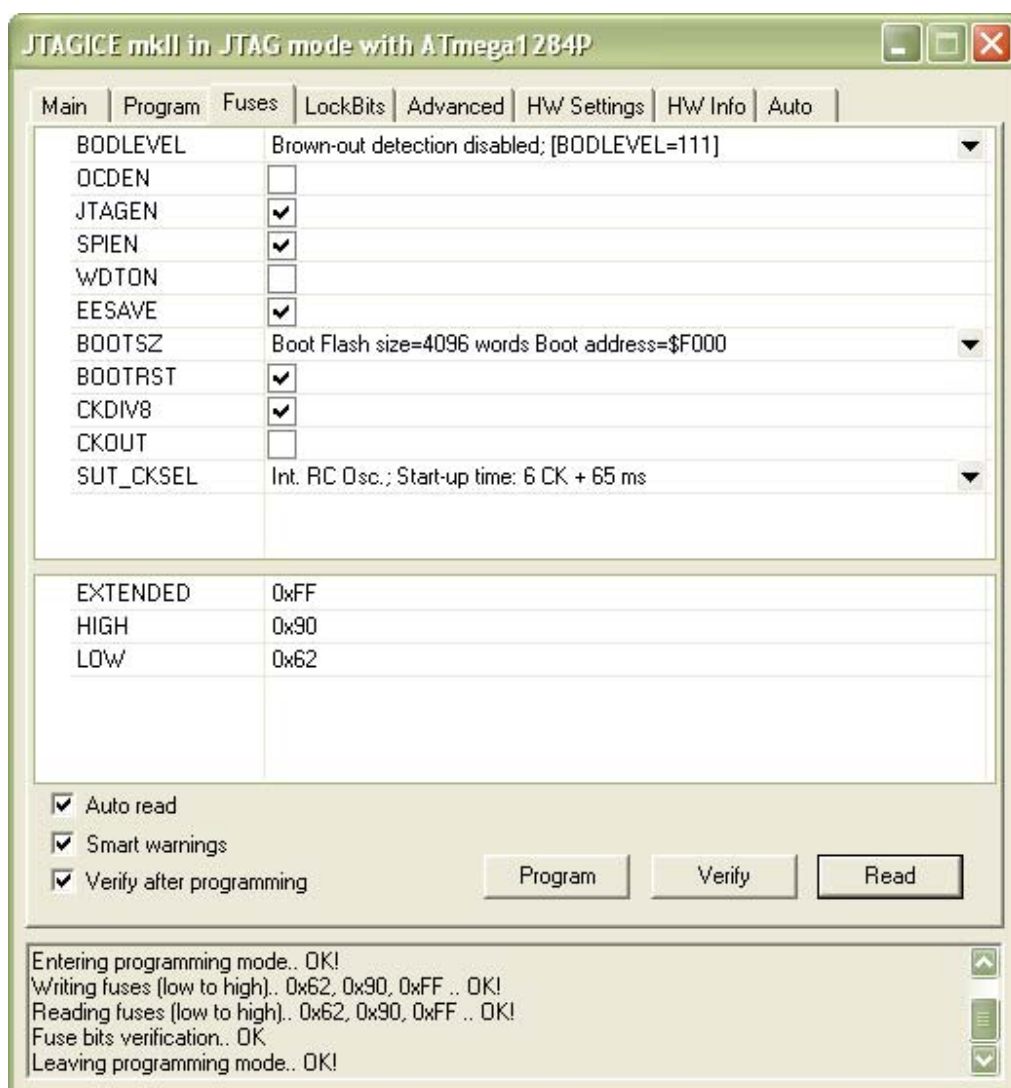 JTAGICE mkII in JTAG mode with ATmega1284P
Main Program Fuses LockBits Advanced HW Settings HW Info Auto
BODLEVEL Brown-out detection disabled; [BODLEVEL=111]
OCDEN
JTAGEN
SPIEN
WDTON
EESAVE
BOOTSZ Boot Flash size=4096 words Boot address=$F000
BOOTRST
CKDIV8
CKOUT
SUT_CKSEL Int. RC Osc.; Start-up time: 6 CK + 65 ms
EXTENDED 0xFF
HIGH 0x90
LOW 0x62
Auto read
Smart warnings
Verify after programming
Program Verify Read
Entering programming mode.. OK!
Writing fuses (low to high).. 0x62, 0x90, 0xFF .. OK!
Reading fuses (low to high).. 0x62, 0x90, 0xFF .. OK!
Fuse bits verification.. OK
Leaving programming mode.. OK!